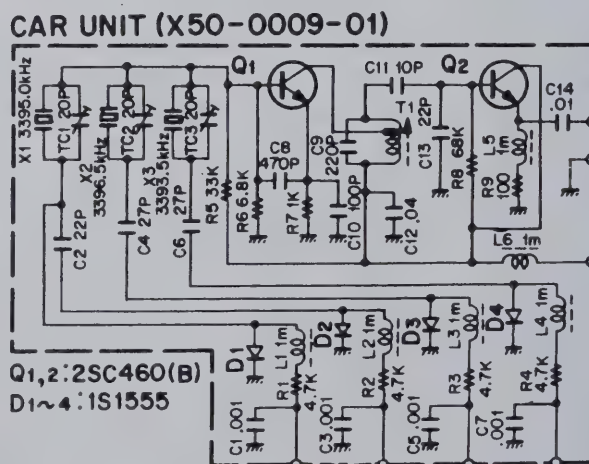 CAR UNIT (X50-0009-01)
X1 3395.0kHz
TC1 20P
X2 3396.5kHz
TC2 20P
X3 3393.5kHz
TC3 20P
Q1
C11 10P
Q2
C14 .01
T1
C8 470P
C9 220P
C13 22P
R8 68K
L5 1m
R9 100
R5 33K
R6 6.8K
R7 1K
C10 100P
C12 .04
L6 1m
C2 22P
C4 27P
C6 27P
D1
L1 1m
D2
L2 1m
D3
L3 1m
D4
L4 1m
R1 4.7K
R2 4.7K
R3 4.7K
R4 4.7K
C1 .001
C3 .001
C5 .001
C7 .001
Q1,2:2SC460(B)
D1~4:1S1555